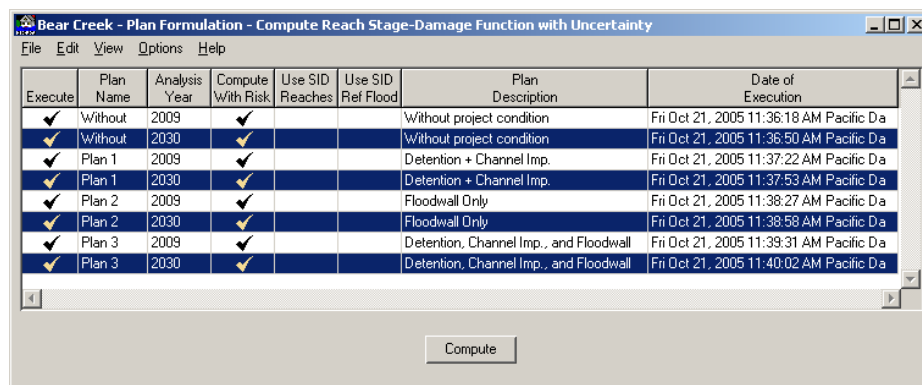 Bear Creek - Plan Formulation - Compute Reach Stage-Damage Function with Uncertainty
File Edit View Options Help
Execute Plan Name Analysis Year Compute With Risk Use SID Reaches Use SID Ref Flood Plan Description Date of Execution
Without 2009 Without project condition Fri Oct 21, 2005 11:36:18 AM Pacific Da
Without 2030 Without project condition Fri Oct 21, 2005 11:36:50 AM Pacific Da
Plan 1 2009 Detention + Channel Imp. Fri Oct 21, 2005 11:37:22 AM Pacific Da
Plan 1 2030 Detention + Channel Imp. Fri Oct 21, 2005 11:37:53 AM Pacific Da
Plan 2 2009 Floodwall Only Fri Oct 21, 2005 11:38:27 AM Pacific Da
Plan 2 2030 Floodwall Only Fri Oct 21, 2005 11:38:58 AM Pacific Da
Plan 3 2009 Detention, Channel Imp., and Floodwall Fri Oct 21, 2005 11:39:31 AM Pacific Da
Plan 3 2030 Detention, Channel Imp., and Floodwall Fri Oct 21, 2005 11:40:02 AM Pacific Da
Compute